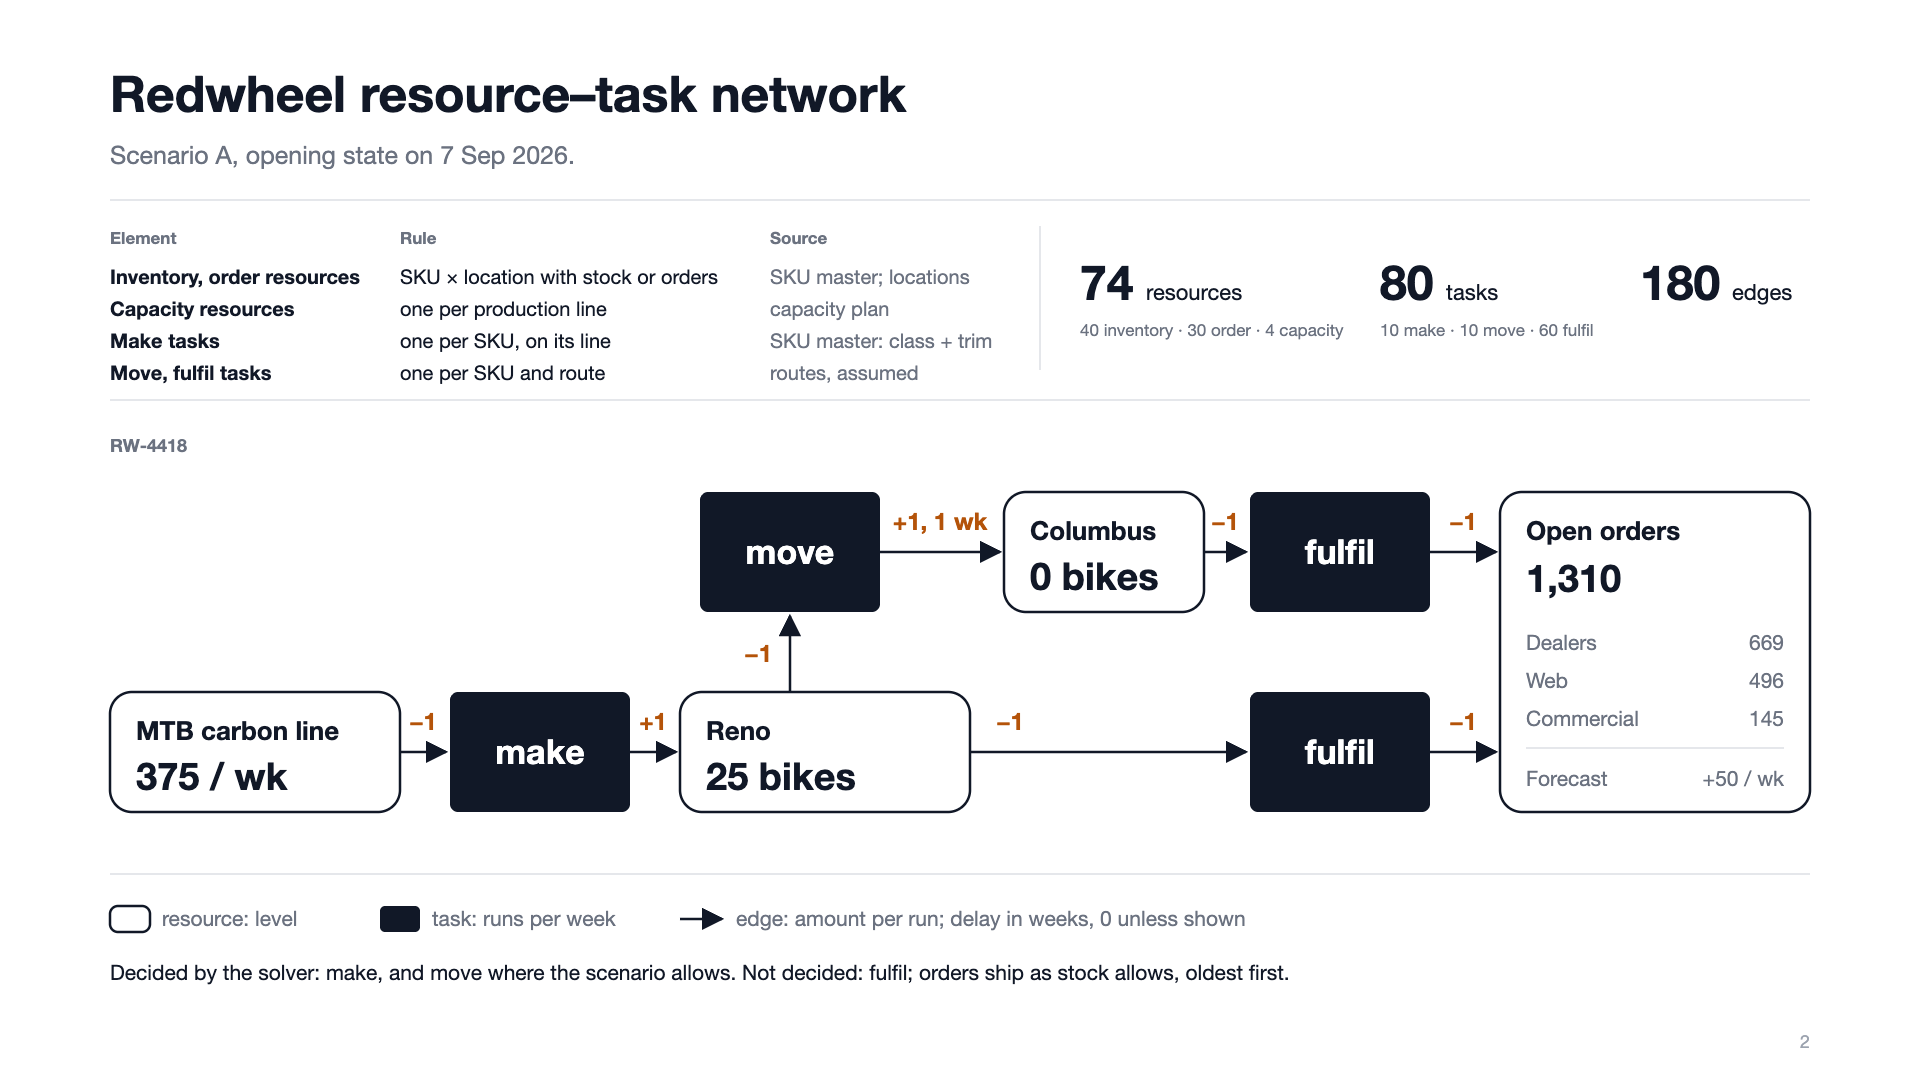 Redwheel resource–task network
Scenario A, opening state on 7 Sep 2026.
Element Rule Source
Inventory, order resources SKU × location with stock or orders SKU master; locations
Capacity resources one per production line capacity plan
Make tasks one per SKU, on its line SKU master: class + trim
Move, fulfil tasks one per SKU and route routes, assumed
74 resources
40 inventory · 30 order · 4 capacity
80 tasks
10 make · 10 move · 60 fulfil
180 edges
RW-4418
move
+1, 1 wk
Columbus
0 bikes
−1
fulfil
−1
Open orders
1,310
Dealers 669
Web 496
Commercial 145
Forecast +50 / wk
−1
MTB carbon line
375 / wk
−1
make
+1
Reno
25 bikes
−1
fulfil
−1
resource: level
task: runs per week
edge: amount per run; delay in weeks, 0 unless shown
Decided by the solver: make, and move where the scenario allows. Not decided: fulfil; orders ship as stock allows, oldest first.
2